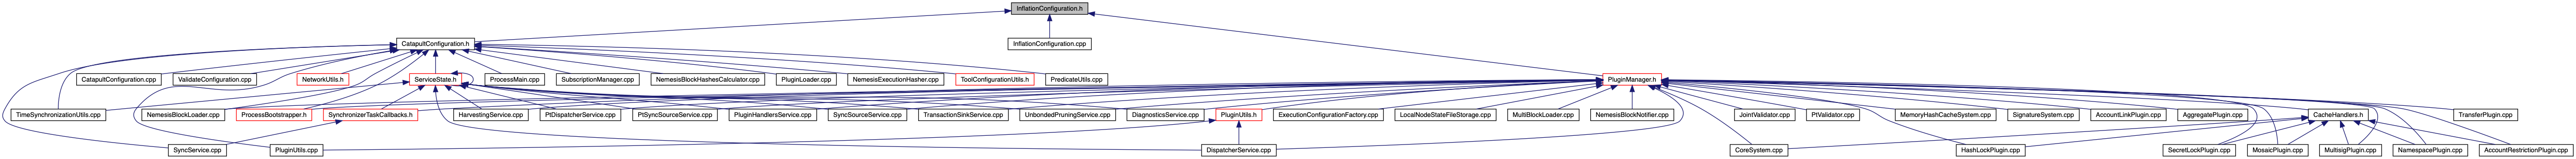 InflationConfiguration.h
CatapultConfiguration.h
InflationConfiguration.cpp
CatapultConfiguration.cpp
ValidateConfiguration.cpp
NetworkUtils.h
ServiceState.h
ProcessMain.cpp
SubscriptionManager.cpp
NemesisBlockHashesCalculator.cpp
PluginLoader.cpp
NemesisExecutionHasher.cpp
ToolConfigurationUtils.h
PredicateUtils.cpp
PluginManager.h
TimeSynchronizationUtils.cpp
NemesisBlockLoader.cpp
ProcessBootstrapper.h
SynchronizerTaskCallbacks.h
HarvestingService.cpp
PtDispatcherService.cpp
PtSyncSourceService.cpp
PluginHandlersService.cpp
SyncSourceService.cpp
TransactionSinkService.cpp
UnbondedPruningService.cpp
DiagnosticsService.cpp
PluginUtils.h
ExecutionConfigurationFactory.cpp
LocalNodeStateFileStorage.cpp
MultiBlockLoader.cpp
NemesisBlockNotifier.cpp
JointValidator.cpp
PtValidator.cpp
MemoryHashCacheSystem.cpp
SignatureSystem.cpp
AccountLinkPlugin.cpp
AggregatePlugin.cpp
CacheHandlers.h
TransferPlugin.cpp
SyncService.cpp
PluginUtils.cpp
DispatcherService.cpp
CoreSystem.cpp
HashLockPlugin.cpp
SecretLockPlugin.cpp
MosaicPlugin.cpp
MultisigPlugin.cpp
NamespacePlugin.cpp
AccountRestrictionPlugin.cpp